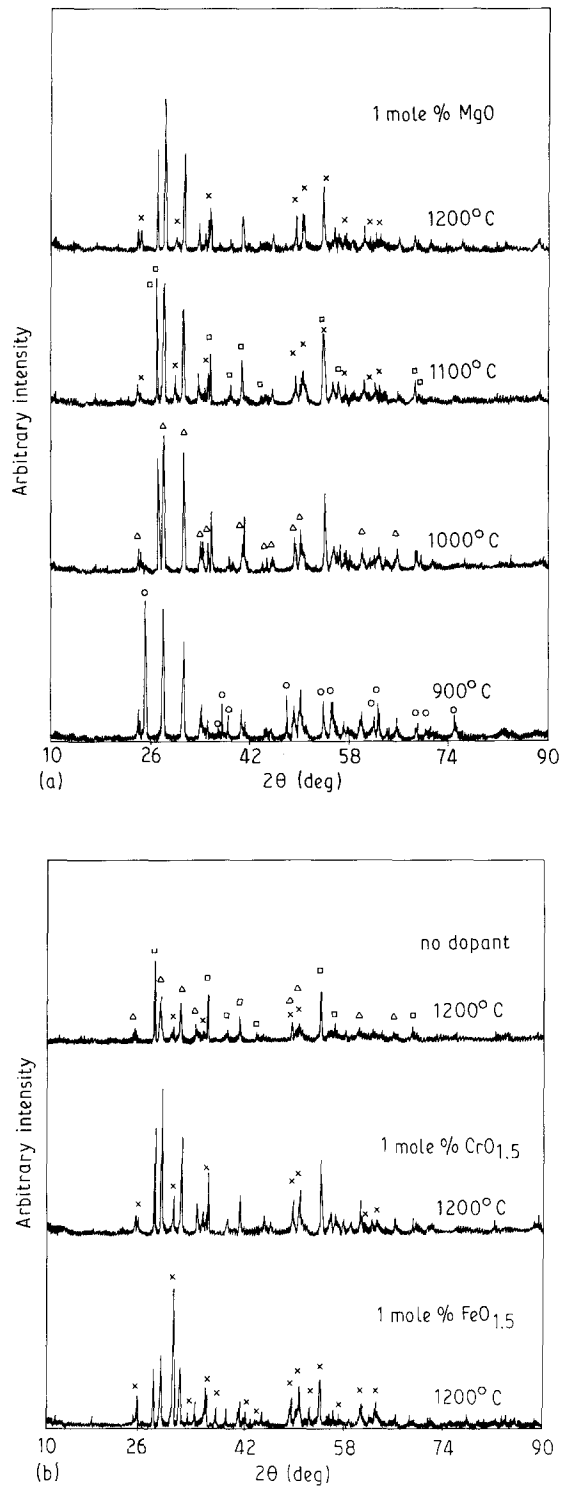 1 mole % MgO
1200°C
1100°C
1000°C
900°C
Arbitrary intensity
10 26 42 58 74 90
(a) 2θ (deg)
no dopant
1200°C
1 mole % CrO1.5
1200°C
1 mole % FeO1.5
1200°C
Arbitrary intensity
10 26 42 58 74 90
(b) 2θ (deg)